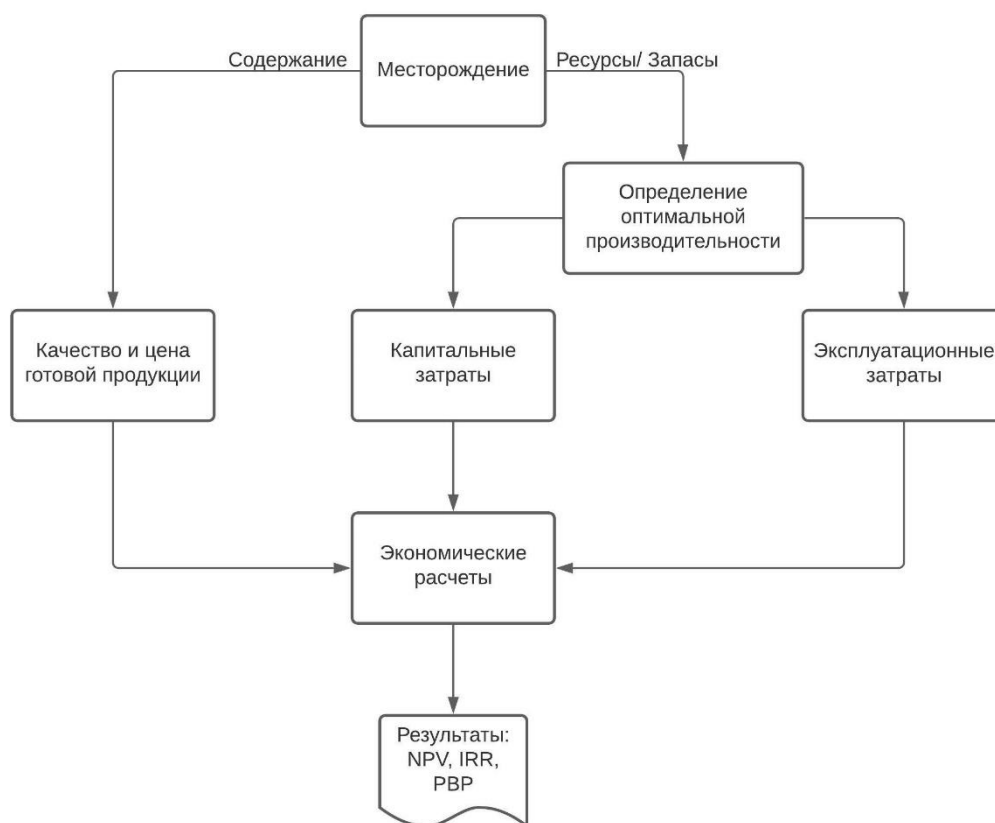 Содержание
Месторождение
Ресурсы/ Запасы
Определение
оптимальной
производительности
Качество и цена
готовой продукции
Капитальные
затраты
Эксплуатационные
затраты
Экономические
расчеты
Результаты:
NPV, IRR,
PBP